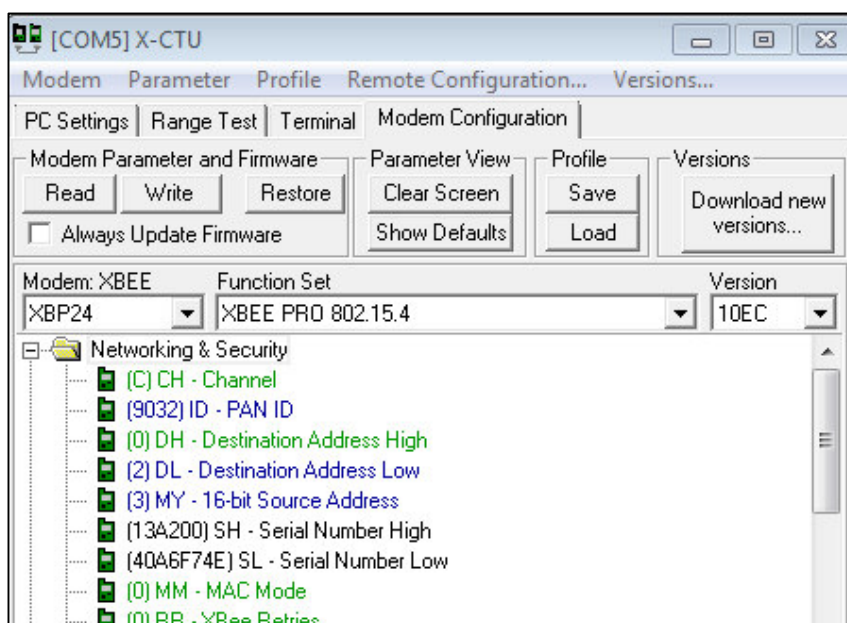 [COM5] X-CTU
Modem Parameter Profile Remote Configuration... Versions...
PC Settings Range Test Terminal Modem Configuration
Modem Parameter and Firmware Parameter View Profile Versions
Read Write Restore Clear Screen Save Download new versions...
Always Update Firmware Show Defaults Load
Modem: XBEE Function Set Version
XBP24 XBEE PRO 802.15.4 10EC
Networking & Security
(C) CH - Channel
(9032) ID - PAN ID
(0) DH - Destination Address High
(2) DL - Destination Address Low
(3) MY - 16-bit Source Address
(13A200) SH - Serial Number High
(40A6F74E) SL - Serial Number Low
(0) MM - MAC Mode
(0) RR - XBee Retries